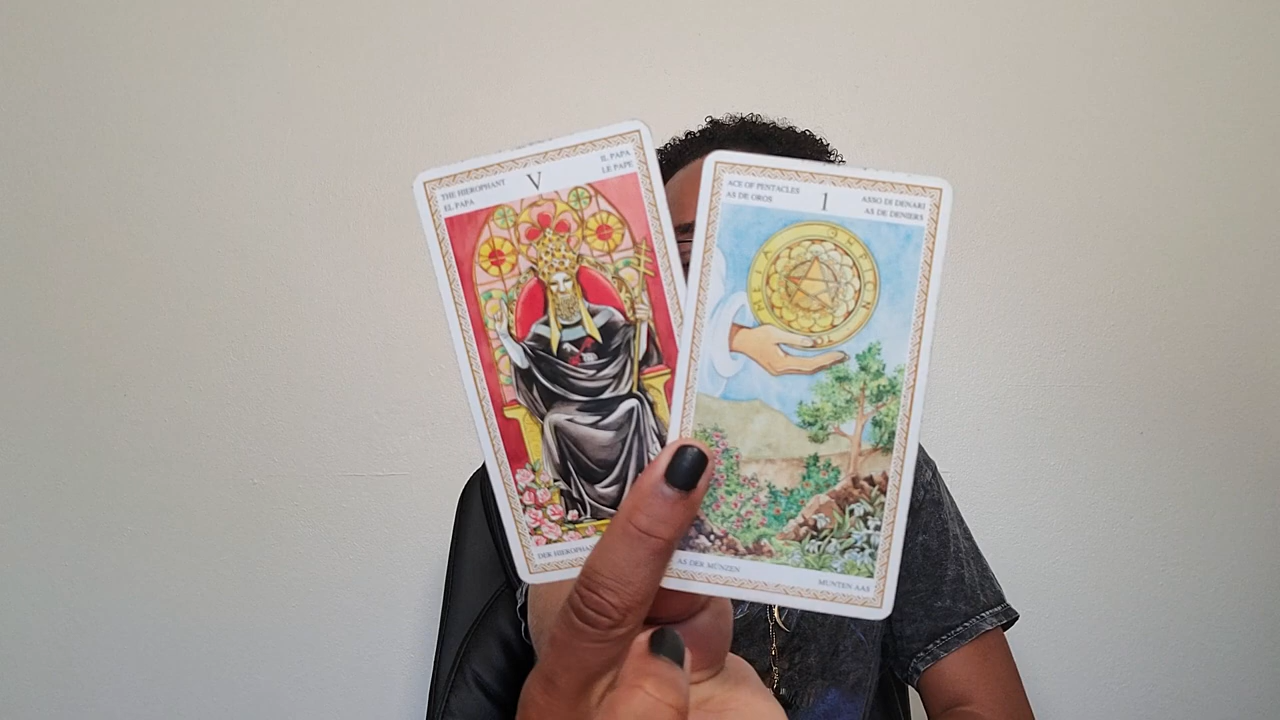 THE HIEROPHANT
EL PAPA
V
IL PAPA
LE PAPE
DER HIEROPHANT
ACE OF PENTACLES
AS DE OROS
1
ASSO DI DENARI
AS DE DENIERS
AS DER MÜNZEN
MUNTEN AAS